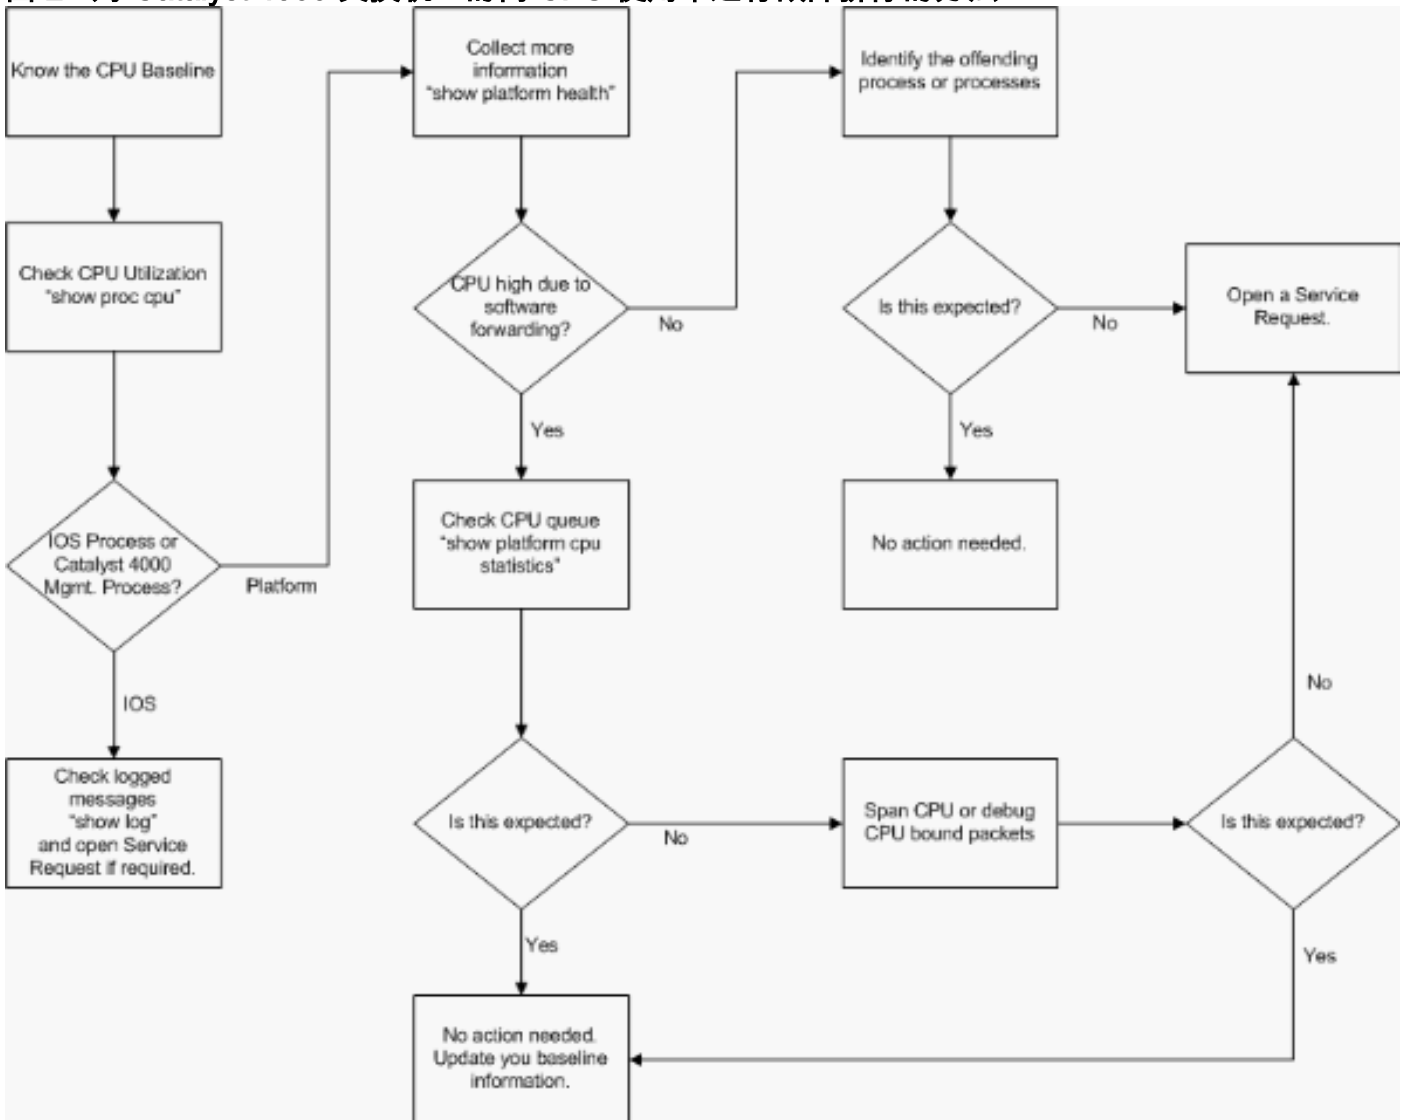 Know the CPU Baseline
Check CPU Utilization
"show proc cpu"
IOS Process or
Catalyst 4000
Mgmt. Process?
Platform
IOS
Check logged
messages
"show log"
and open Service
Request if required.
Collect more
information
"show platform health"
CPU high due to
software
forwarding?
No
Yes
Check CPU queue
"show platform cpu
statistics"
Is this expected?
No
Yes
No action needed.
Update you baseline
information.
Identify the offending
process or processes
Is this expected?
No
Yes
No action needed.
Span CPU or debug
CPU bound packets
Open a Service
Request.
No
Is this expected?
Yes